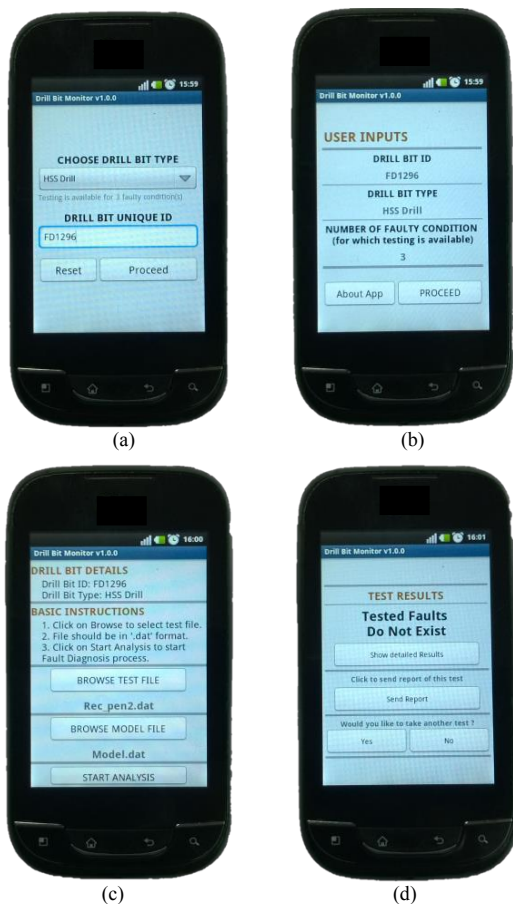 15:59
Drill Bit Monitor v1.0.0
CHOOSE DRILL BIT TYPE
HSS Drill
Testing is available for 3 faulty condition(s)
DRILL BIT UNIQUE ID
FD1296
Reset Proceed
(a)
15:59
Drill Bit Monitor v1.0.0
USER INPUTS
DRILL BIT ID
FD1296
DRILL BIT TYPE
HSS Drill
NUMBER OF FAULTY CONDITION
(for which testing is available)
3
About App PROCEED
(b)
16:00
Drill Bit Monitor v1.0.0
DRILL BIT DETAILS
Drill Bit ID: FD1296
Drill Bit Type: HSS Drill
BASIC INSTRUCTIONS
1. Click on Browse to select test file.
2. File should be in '.dat' format.
3. Click on Start Analysis to start
Fault Diagnosis process.
BROWSE TEST FILE
Rec_pen2.dat
BROWSE MODEL FILE
Model.dat
START ANALYSIS
(c)
16:01
Drill Bit Monitor v1.0.0
TEST RESULTS
Tested Faults
Do Not Exist
Show detailed Results
Click to send report of this test
Send Report
Would you like to take another test ?
Yes No
(d)